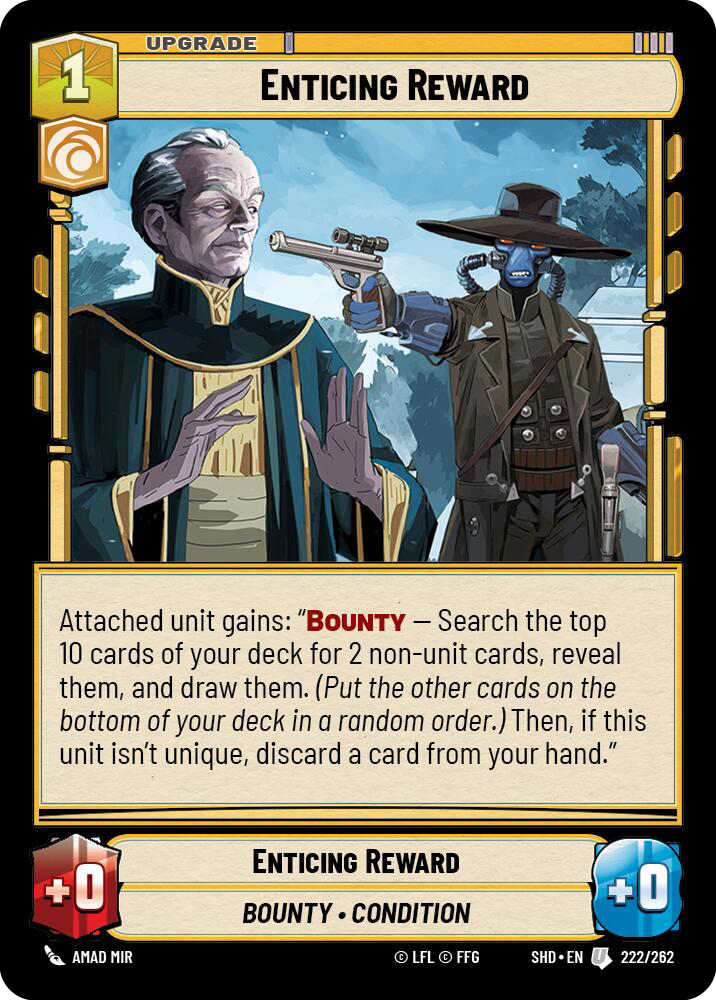 UPGRADE
1
ENTICING REWARD
Attached unit gains: “BOUNTY – Search the top
10 cards of your deck for 2 non-unit cards, reveal
them, and draw them. (Put the other cards on the
bottom of your deck in a random order.) Then, if this
unit isn’t unique, discard a card from your hand.”
+0
ENTICING REWARD
+0
BOUNTY • CONDITION
AMAD MIR
© LFL © FFG
SHD • EN
U
222/262